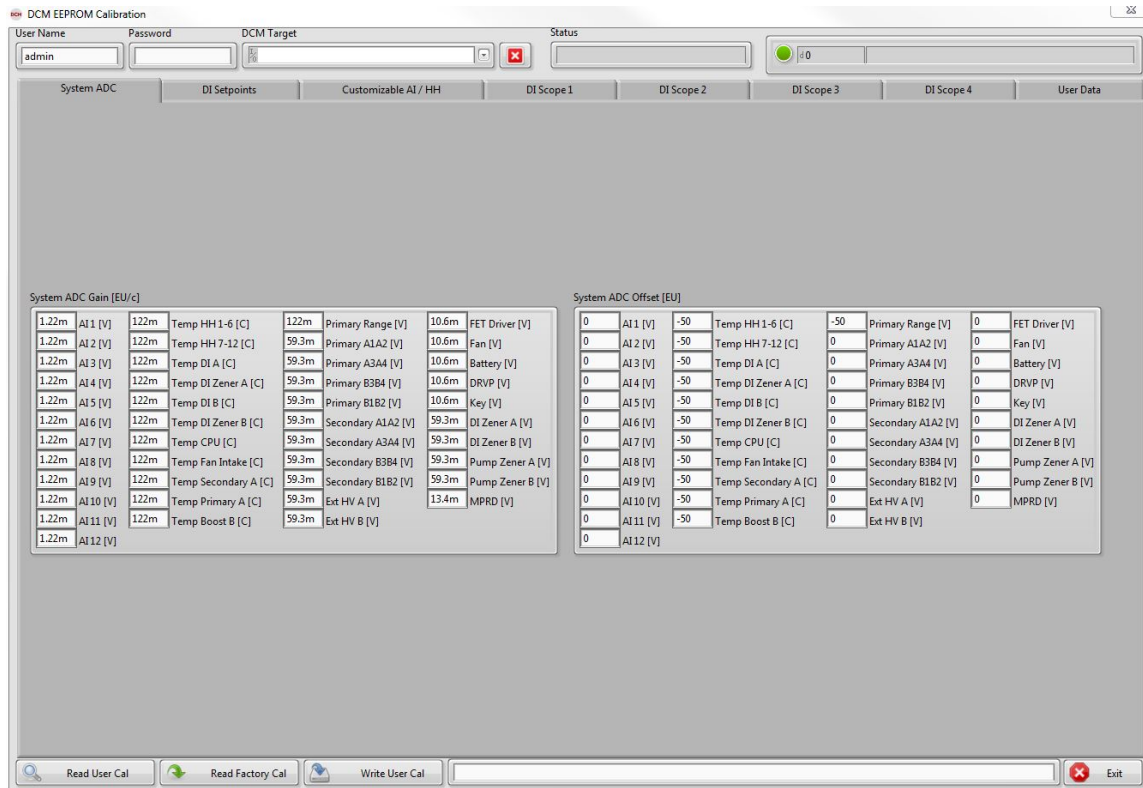 DCM DCM EEPROM Calibration
User Name Password DCM Target Status
admin d 0
System ADC DI Setpoints Customizable AI / HH DI Scope 1 DI Scope 2 DI Scope 3 DI Scope 4 User Data
System ADC Gain [EU/c]
1.22m AI 1 [V] 122m Temp HH 1-6 [C] 122m Primary Range [V] 10.6m FET Driver [V]
1.22m AI 2 [V] 122m Temp HH 7-12 [C] 59.3m Primary A1A2 [V] 10.6m Fan [V]
1.22m AI 3 [V] 122m Temp DI A [C] 59.3m Primary A3A4 [V] 10.6m Battery [V]
1.22m AI 4 [V] 122m Temp DI Zener A [C] 59.3m Primary B3B4 [V] 10.6m DRVP [V]
1.22m AI 5 [V] 122m Temp DI B [C] 59.3m Primary B1B2 [V] 10.6m Key [V]
1.22m AI 6 [V] 122m Temp DI Zener B [C] 59.3m Secondary A1A2 [V] 59.3m DI Zener A [V]
1.22m AI 7 [V] 122m Temp CPU [C] 59.3m Secondary A3A4 [V] 59.3m DI Zener B [V]
1.22m AI 8 [V] 122m Temp Fan Intake [C] 59.3m Secondary B3B4 [V] 59.3m Pump Zener A [V]
1.22m AI 9 [V] 122m Temp Secondary A [C] 59.3m Secondary B1B2 [V] 59.3m Pump Zener B [V]
1.22m AI 10 [V] 122m Temp Primary A [C] 59.3m Ext HV A [V] 13.4m MPRD [V]
1.22m AI 11 [V] 122m Temp Boost B [C] 59.3m Ext HV B [V]
1.22m AI 12 [V]
System ADC Offset [EU]
0 AI 1 [V] -50 Temp HH 1-6 [C] -50 Primary Range [V] 0 FET Driver [V]
0 AI 2 [V] -50 Temp HH 7-12 [C] 0 Primary A1A2 [V] 0 Fan [V]
0 AI 3 [V] -50 Temp DI A [C] 0 Primary A3A4 [V] 0 Battery [V]
0 AI 4 [V] -50 Temp DI Zener A [C] 0 Primary B3B4 [V] 0 DRVP [V]
0 AI 5 [V] -50 Temp DI B [C] 0 Primary B1B2 [V] 0 Key [V]
0 AI 6 [V] -50 Temp DI Zener B [C] 0 Secondary A1A2 [V] 0 DI Zener A [V]
0 AI 7 [V] -50 Temp CPU [C] 0 Secondary A3A4 [V] 0 DI Zener B [V]
0 AI 8 [V] -50 Temp Fan Intake [C] 0 Secondary B3B4 [V] 0 Pump Zener A [V]
0 AI 9 [V] -50 Temp Secondary A [C] 0 Secondary B1B2 [V] 0 Pump Zener B [V]
0 AI 10 [V] -50 Temp Primary A [C] 0 Ext HV A [V] 0 MPRD [V]
0 AI 11 [V] -50 Temp Boost B [C] 0 Ext HV B [V]
0 AI 12 [V]
Read User Cal Read Factory Cal Write User Cal Exit